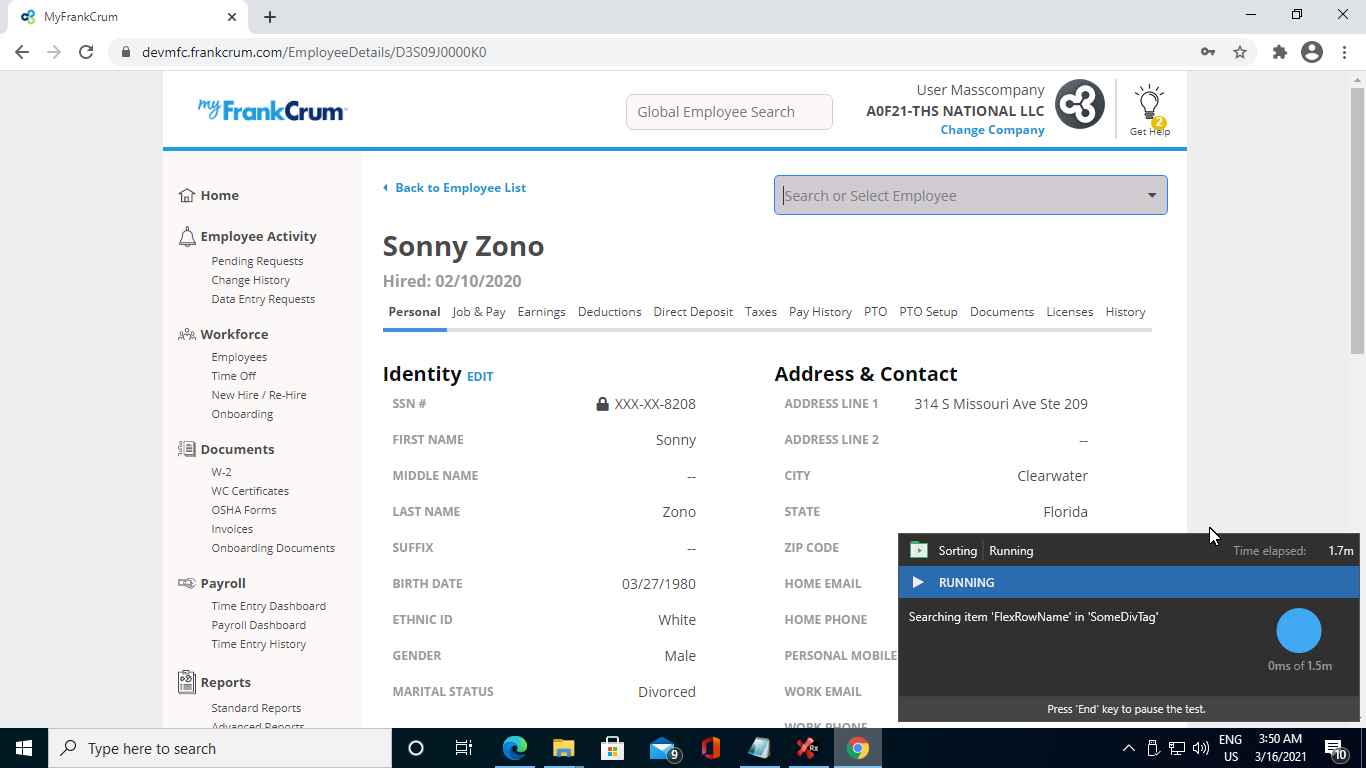 MyFrankCrum
devmfc.frankcrum.com/EmployeeDetails/D3S09J0000K0
my FrankCrum
Global Employee Search
User Masscompany
A0F21-THS NATIONAL LLC
Change Company
2
Get Help
Home
Employee Activity
Pending Requests
Change History
Data Entry Requests
Workforce
Employees
Time Off
New Hire / Re-Hire
Onboarding
Documents
W-2
WC Certificates
OSHA Forms
Invoices
Onboarding Documents
Payroll
Time Entry Dashboard
Payroll Dashboard
Time Entry History
Reports
Standard Reports
Advanced Reports
Back to Employee List
Search or Select Employee
Sonny Zono
Hired: 02/10/2020
Personal Job & Pay Earnings Deductions Direct Deposit Taxes Pay History PTO PTO Setup Documents Licenses History
Identity EDIT
SSN # XXX-XX-8208
FIRST NAME Sonny
MIDDLE NAME --
LAST NAME Zono
SUFFIX --
BIRTH DATE 03/27/1980
ETHNIC ID White
GENDER Male
MARITAL STATUS Divorced
Address & Contact
ADDRESS LINE 1 314 S Missouri Ave Ste 209
ADDRESS LINE 2 --
CITY Clearwater
STATE Florida
ZIP CODE
HOME EMAIL
HOME PHONE
PERSONAL MOBILE
WORK EMAIL
WORK PHONE
Sorting Running Time elapsed: 1.7m
RUNNING
Searching item 'FlexRowName' in 'SomeDivTag'
0ms of 1.5m
Press 'End' key to pause the test.
Type here to search
9
Rx
ENG
US
3:50 AM
3/16/2021
10